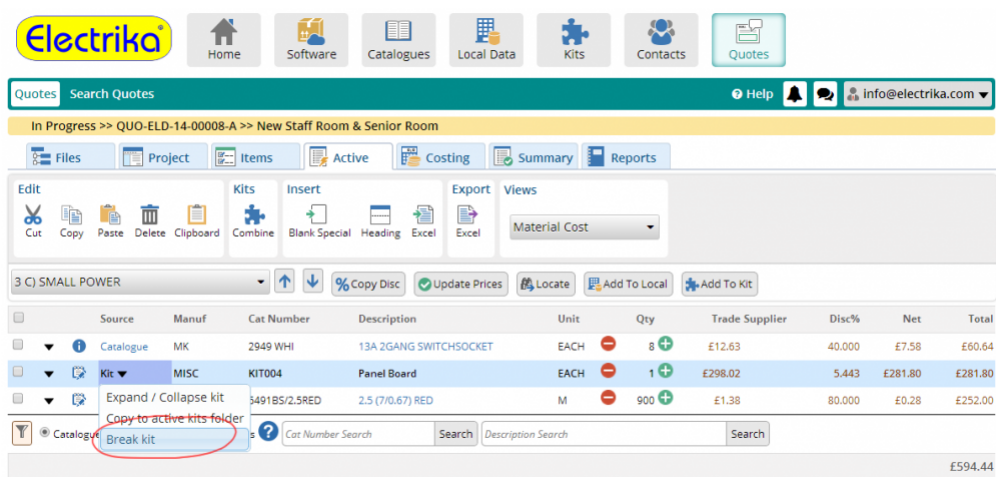 Electrika
Home Software Catalogues Local Data Kits Contacts Quotes
Quotes Search Quotes Help info@electrika.com
In Progress >> QUO-ELD-14-00008-A >> New Staff Room & Senior Room
Files Project Items Active Costing Summary Reports
Edit Kits Insert Export Views
Cut Copy Paste Delete Clipboard Combine Blank Special Heading Excel Excel Material Cost
3 C) SMALL POWER % Copy Disc Update Prices Locate Add To Local Add To Kit
Source Manuf Cat Number Description Unit Qty Trade Supplier Disc% Net Total
Catalogue MK 2949 WHI 13A 2GANG SWITCHSOCKET EACH 8 £12.63 40.000 £7.58 £60.64
Kit MISC KIT004 Panel Board EACH 1 £298.02 5.443 £281.80 £281.80
Expand / Collapse kit 6491BS/2.5RED 2.5 (7/0.67) RED M 900 £1.38 80.000 £0.28 £252.00
Copy to active kits folder
Break kit
Catalogue s ? Cat Number Search Search Description Search Search
£594.44